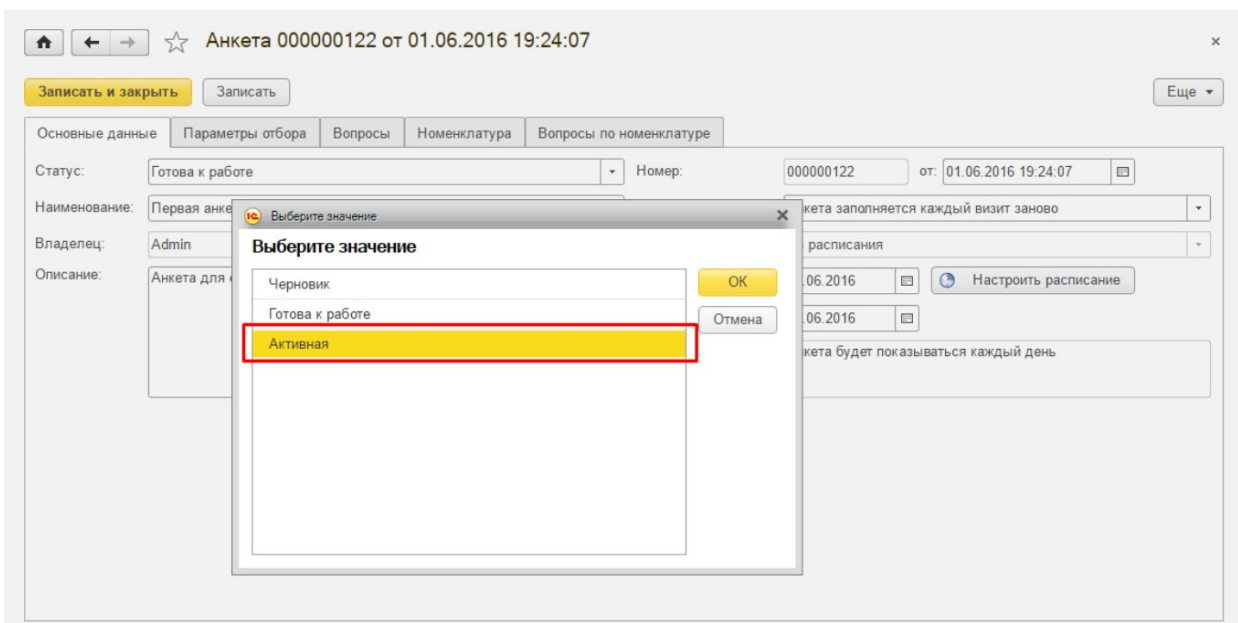 Анкета 000000122 от 01.06.2016 19:24:07
Записать и закрыть Записать Еще
Основные данные Параметры отбора Вопросы Номенклатура Вопросы по номенклатуре
Статус: Готова к работе Номер: 000000122 от: 01.06.2016 19:24:07
Наименование: Первая анке кета заполняется каждый визит заново
1С Выберите значение
Владелец: Admin расписания
Выберите значение
Описание: Анкета для .06.2016 Настроить расписание
Черновик ОК
Готова к работе Отмена .06.2016
Активная
кета будет показываться каждый день